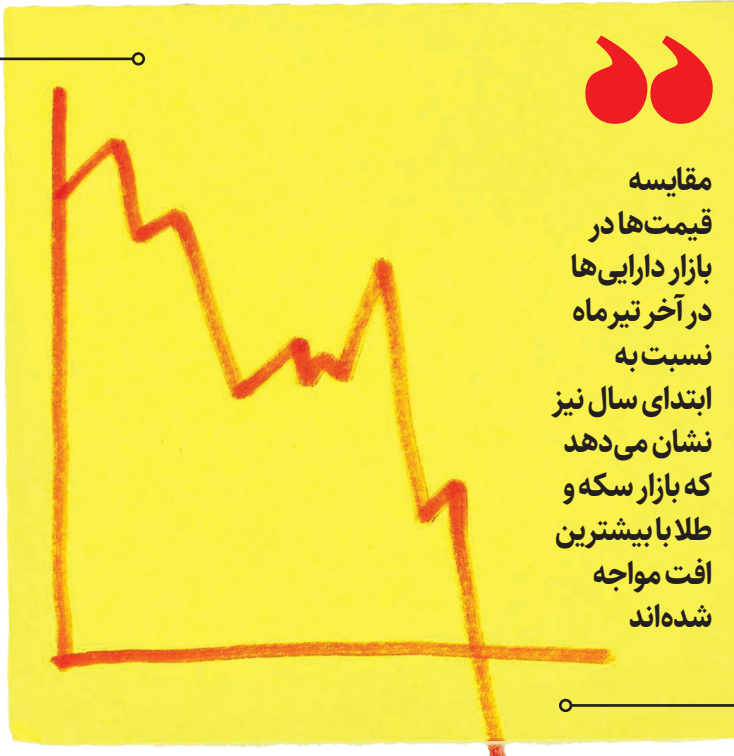 مقایسه
قیمت‌ها در
بازار دارایی‌ها
در آخر تیرماه
نسبت به
ابتدای سال نیز
نشان می‌دهد
که بازار سکه و
طلا با بیشترین
افت مواجه
شده‌اند